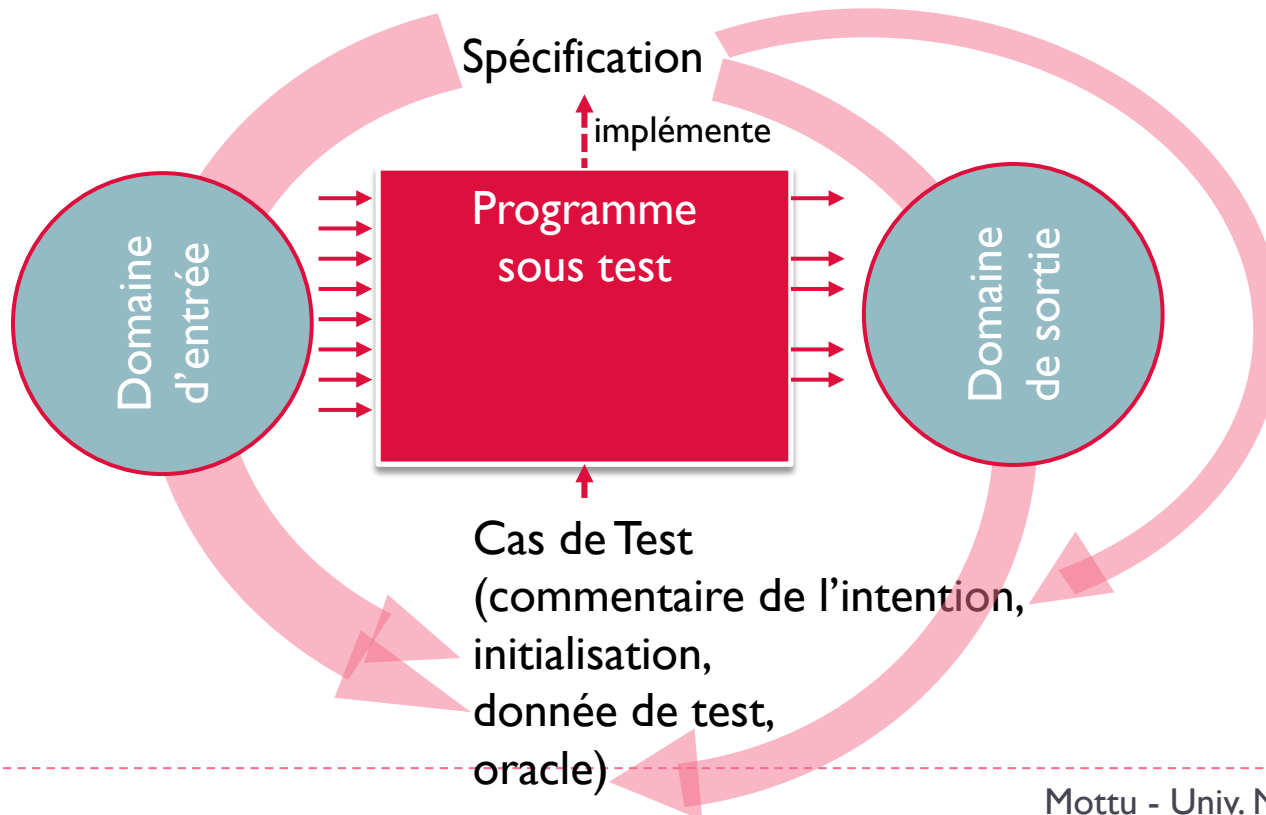 Spécification
implémente
Programme
sous test
Domaine
d'entrée
Domaine
de sortie
Cas de Test
(commentaire de l'intention,
initialisation,
donnée de test,
oracle)
Mottu - Univ. N